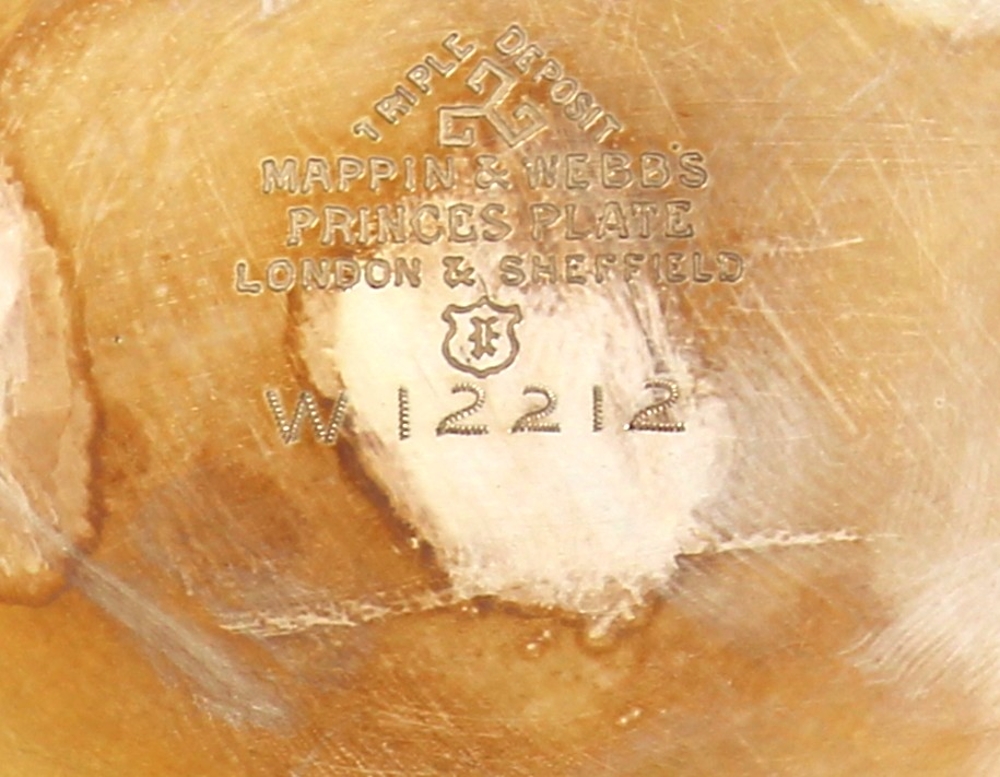 TRIPLE DEPOSIT
MAPPIN & WEBB'S
PRINCES PLATE
LONDON & SHEFFIELD
W 12212